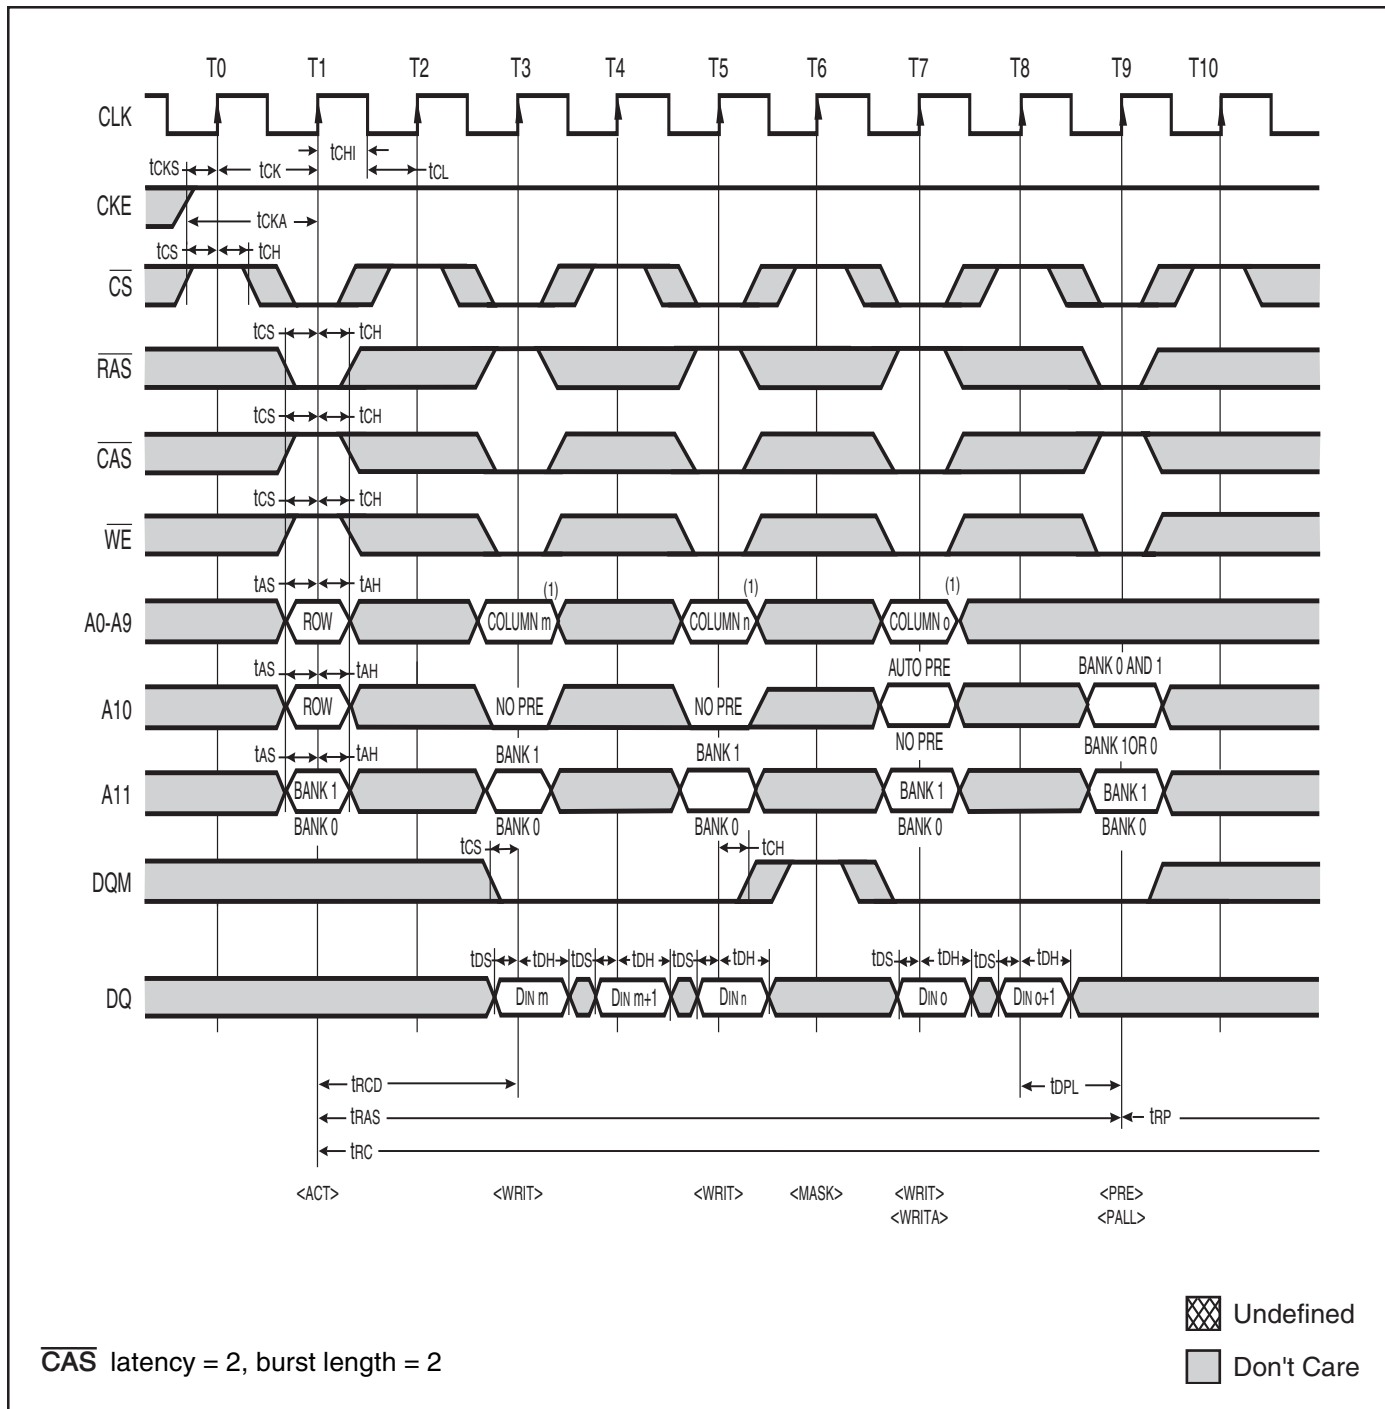 T0 T1 T2 T3 T4 T5 T6 T7 T8 T9 T10
CLK
tCHI
tCKS tCK tCL
CKE
tCKA
tCS tCH
CS
tCS tCH
RAS
tCS tCH
CAS
tCS tCH
WE
tAS tAH (1) (1) (1)
A0-A9 ROW COLUMN m COLUMN n COLUMN o
tAS tAH AUTO PRE BANK 0 AND 1
A10 ROW NO PRE NO PRE
NO PRE BANK 1OR 0
tAS tAH BANK 1 BANK 1
A11 BANK 1 BANK 1 BANK 1
BANK 0 BANK 0 BANK 0 BANK 0 BANK 0
tCS tCH
DQM
tDS tDH tDS tDH tDS tDH tDS tDH tDS tDH
DQ DIN m DIN m+1 DIN n DIN o DIN o+1
tRCD tDPL
tRAS tRP
tRC
<ACT> <WRIT> <WRIT> <MASK> <WRIT> <PRE>
<WRITA> <PALL>
Undefined
CAS latency = 2, burst length = 2
Don't Care